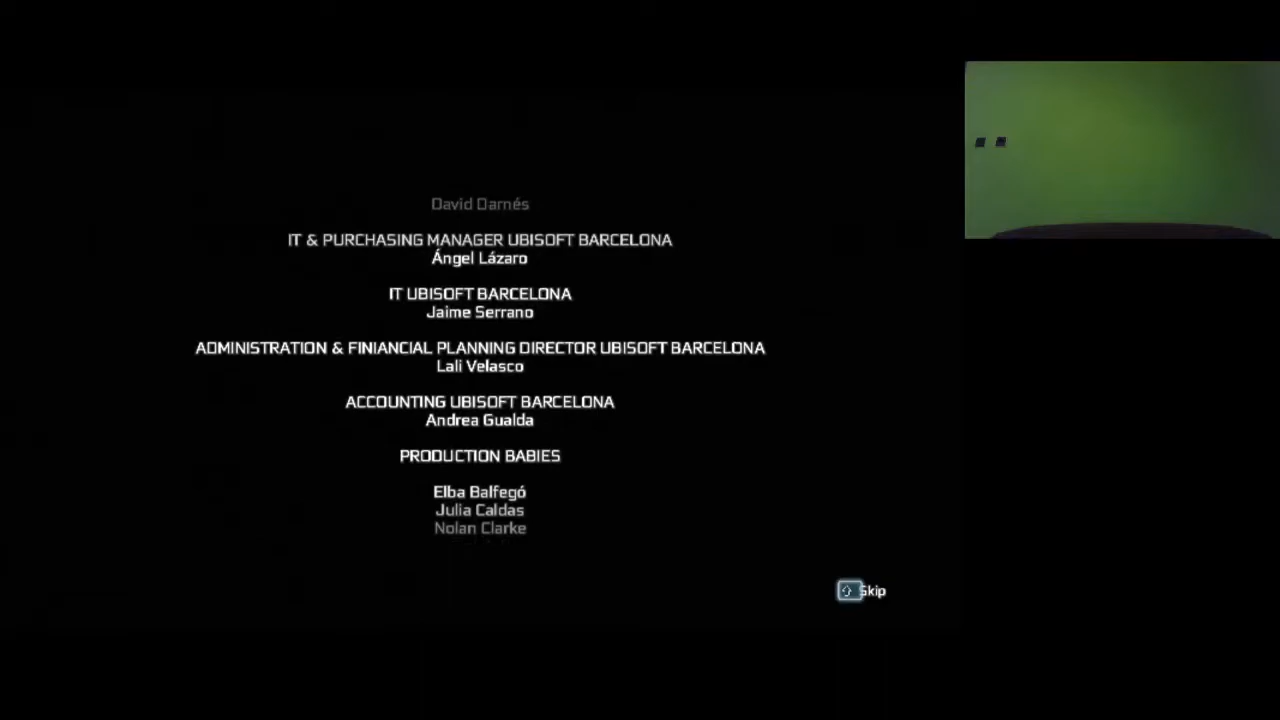 David Darnés
IT & PURCHASING MANAGER UBISOFT BARCELONA
Ángel Lázaro
IT UBISOFT BARCELONA
Jaime Serrano
ADMINISTRATION & FINIANCIAL PLANNING DIRECTOR UBISOFT BARCELONA
Lali Velasco
ACCOUNTING UBISOFT BARCELONA
Andrea Gualda
PRODUCTION BABIES
Elba Balfegó
Julia Caldas
Nolan Clarke
Skip